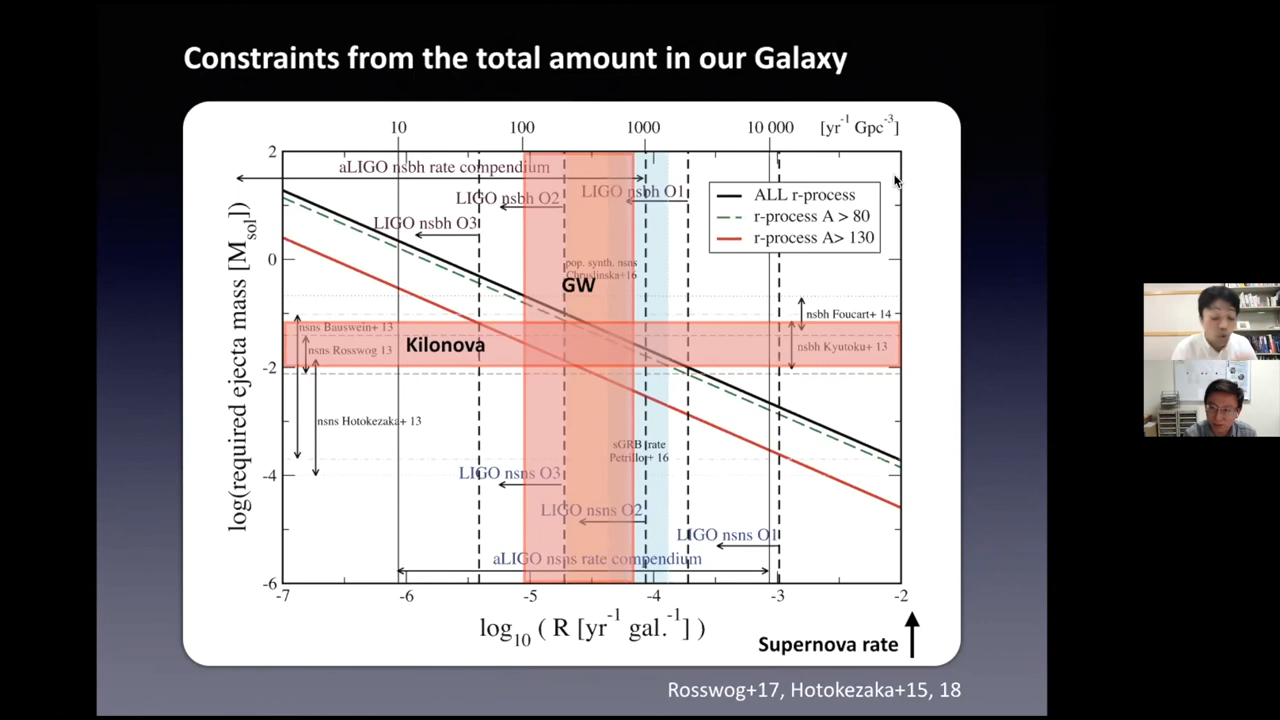 Constraints from the total amount in our Galaxy
10 100 1000 10 000 [yr-1 Gpc-3]
2
aLIGO nsbh rate compendium
LIGO nsbh O1
LIGO nsbh O2
LIGO nsbh O3
ALL r-process
r-process A > 80
r-process A> 130
0
pop. synth. nsns
Chruslinska+16
GW
nsbh Foucart+ 14
nsns Bauswein+ 13
Kilonova
nsbh Kyutoku+ 13
nsns Rosswog 13
-2
nsns Hotokezaka+ 13
sGRB rate
Petrillo+ 16
LIGO nsns O3
-4
LIGO nsns O2
LIGO nsns O1
aLIGO nsns rate compendium
-6
log(required ejecta mass [Msol])
-7 -6 -5 -4 -3 -2
log10 ( R [yr-1 gal.-1] )
Supernova rate
Rosswog+17, Hotokezaka+15, 18